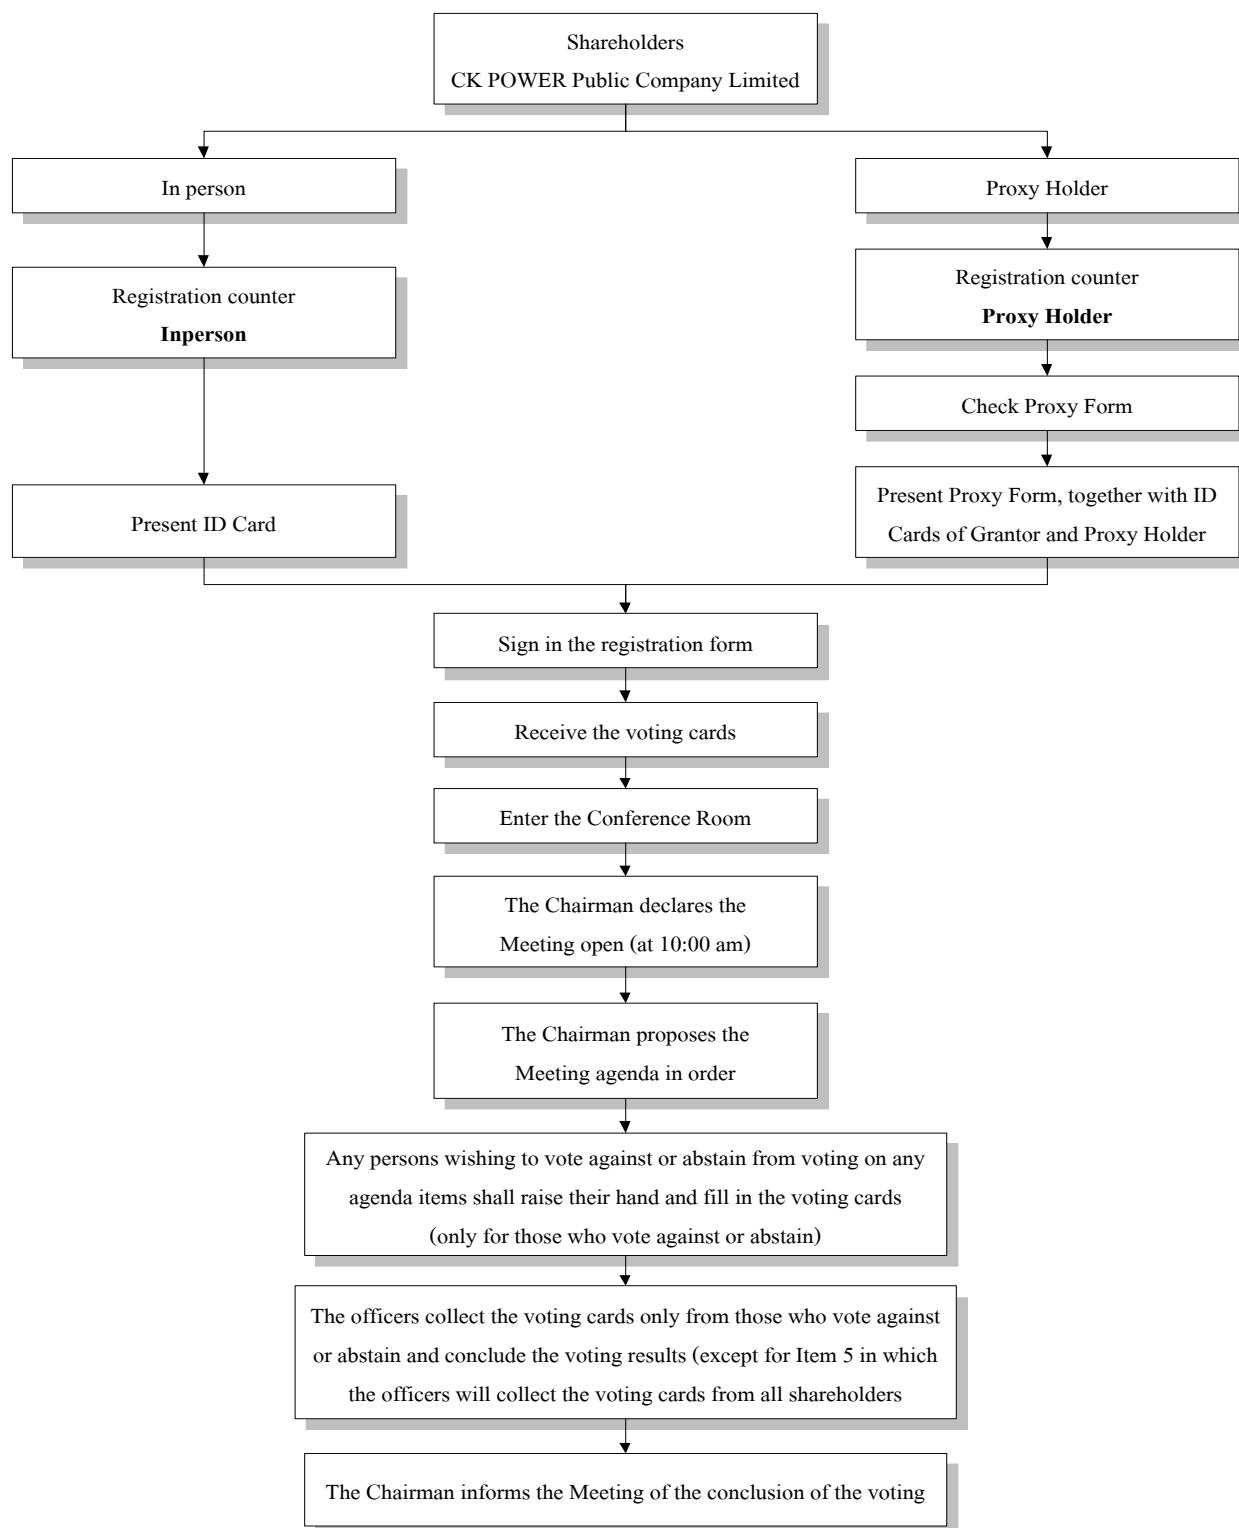 Shareholders
CK POWER Public Company Limited
In person
Proxy Holder
Registration counter
Inperson
Registration counter
Proxy Holder
Check Proxy Form
Present ID Card
Present Proxy Form, together with ID
Cards of Grantor and Proxy Holder
Sign in the registration form
Receive the voting cards
Enter the Conference Room
The Chairman declares the
Meeting open (at 10:00 am)
The Chairman proposes the
Meeting agenda in order
Any persons wishing to vote against or abstain from voting on any
agenda items shall raise their hand and fill in the voting cards
(only for those who vote against or abstain)
The officers collect the voting cards only from those who vote against
or abstain and conclude the voting results (except for Item 5 in which
the officers will collect the voting cards from all shareholders
The Chairman informs the Meeting of the conclusion of the voting